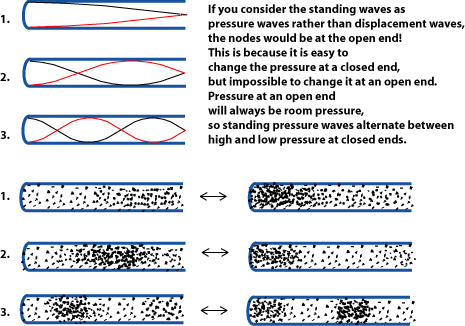 If you consider the standing waves as
1.
pressure waves rather than displacement waves,
the nodes would be at the open end!
This is because it is easy to
change the pressure at a closed end,
2.
but impossible to change it at an open end.
Pressure at an open end
will always be room pressure,
so standing pressure waves alternate between
3.
high and low pressure at closed ends.
1.
2.
3.